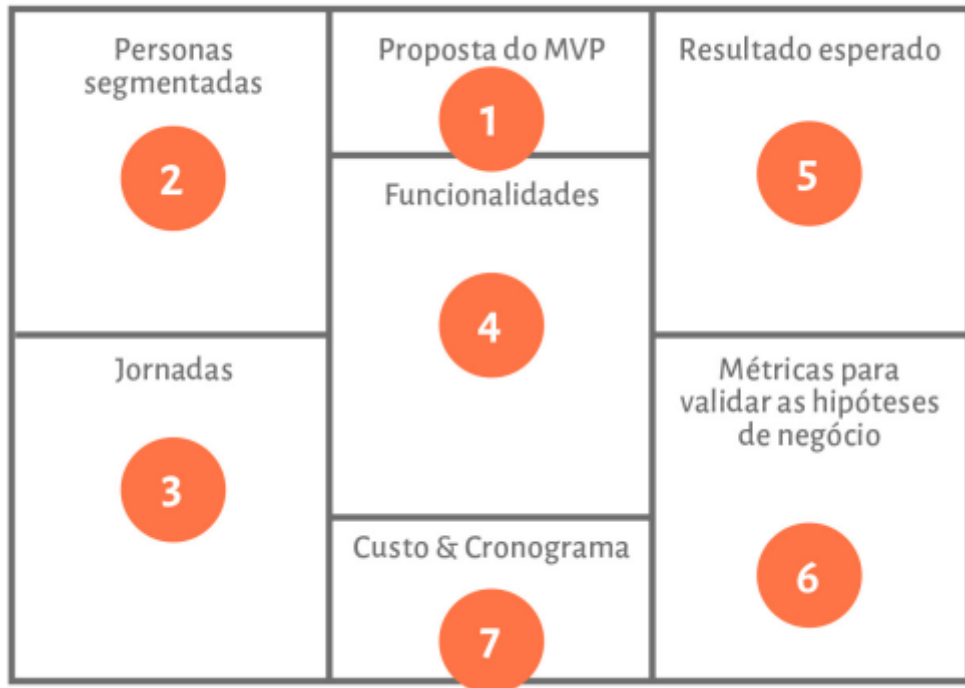 Personas
segmentadas
2
Proposta do MVP
1
Resultado esperado
5
Funcionalidades
4
Jornadas
3
Métricas para
validar as hipóteses
de negócio
6
Custo & Cronograma
7